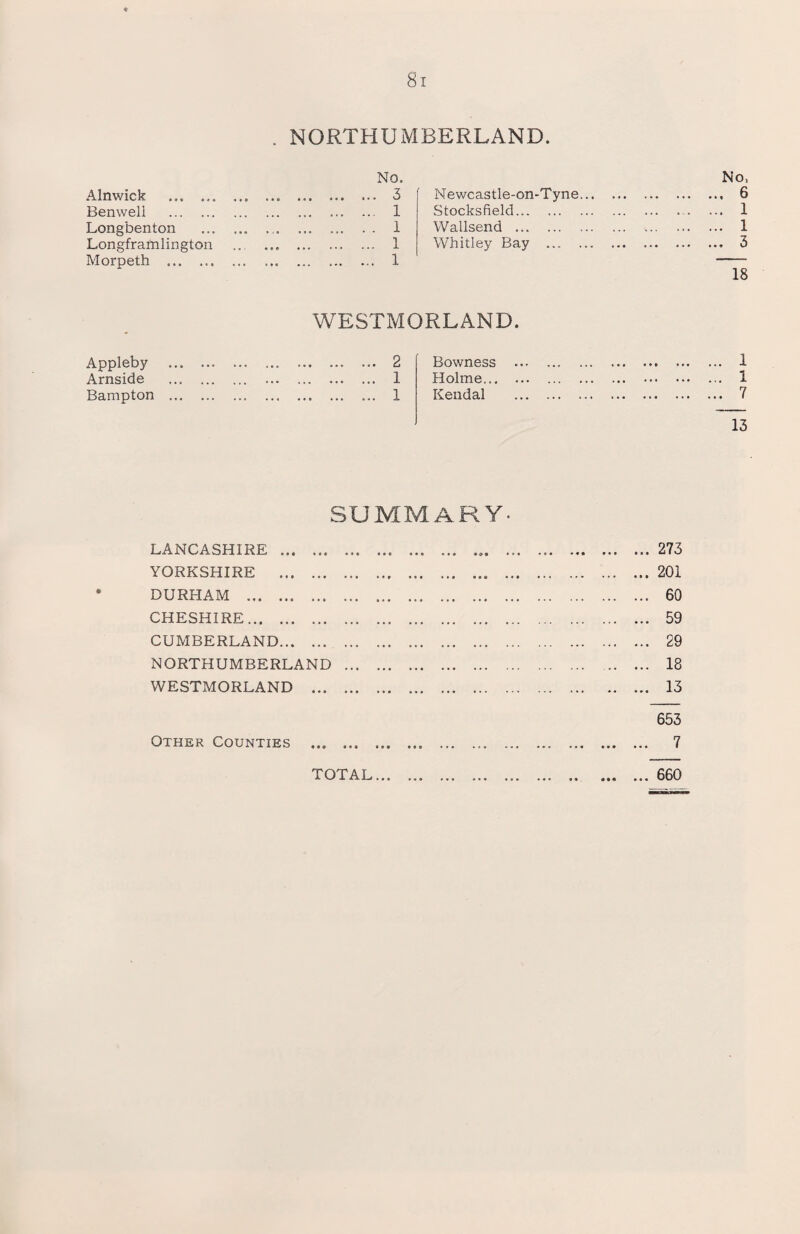 81
. NORTHUMBERLAND.
No.
Alnwick ... ... ... ... ... ... ... 3
Benwell ... ... ... ... ... ... ... 1
Longbenton ... ... ... ... ... .. 1
Longframlington ... ... ... ... ... 1
Morpeth ... ... ... ... ... ... ... 1
No,
Newcastle-on-Tyne... ... ... ... ... 6
Stocksfield... ... ... ... ... ... ... 1
Wallsend ... ... ... ... ... ... ... 1
Whitley Bay ... ... ... ... ... ... 3
18
WESTMORLAND.
Appleby ... ... ... ... ... ... ... 2
Arnside ... ... ... ... ... ... ... 1
Bampton ... ... ... ... ... ... ... 1
Bowness ... ... ... ... ... ... ... 1
Holme... ... ... ... ... ... ... ... 1
Kendal ... ... ... ... ... ... ... 7
13
SUMMARY.
LANCASHIRE ... ... ... ... ... ... ... ... ... ... ... ... 273
YORKSHIRE ... ... ... ... ... ... ... ... ... ... ... ... 201
DURHAM ... ... ... ... ... ... ... ... ... ... ... ... 60
CHESHIRE... ... ... ... ... ... ... ... ... ... ... ... 59
CUMBERLAND... ... ... ... ... ... ... ... ... ... ... ... 29
NORTHUMBERLAND ... ... ... ... ... ... ... ... .. ... 18
WESTMORLAND ... ... ... ... ... ... ... ... ... .. ... 13
653
OTHER COUNTIES ... ... ... ... ... ... ... ... ... ... ... 7
TOTAL... ... ... ... ... ... .. ... ... 660